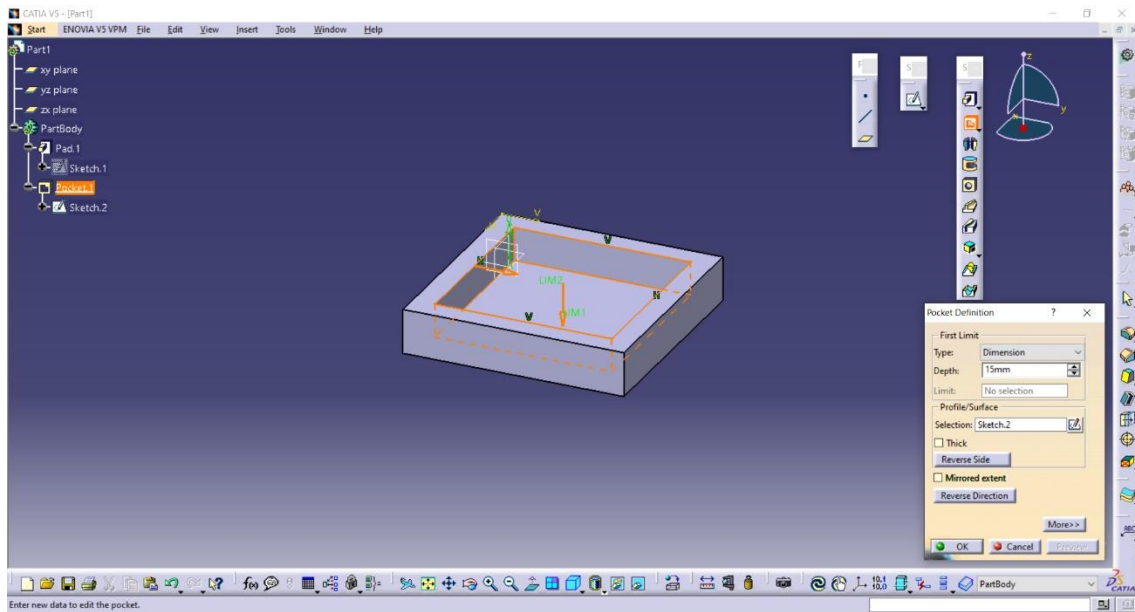 CATIA V5 - [Part1]
Start ENOVIA V5 VPM File Edit View Insert Tools Window Help
Part1
xy plane
yz plane
zx plane
PartBody
Pad.1
Sketch.1
Pocket.1
Sketch.2
z
y
x
V
V
H
LIM2
H
LIM1
V
Pocket Definition ? X
First Limit
Type: Dimension
Depth: 15mm
Limit: No selection
Profile/Surface
Selection: Sketch.2
Thick
Reverse Side
Mirrored extent
Reverse Direction
More>>
OK Cancel Preview
f(x)
PartBody
CATIA
Enter new data to edit the pocket.